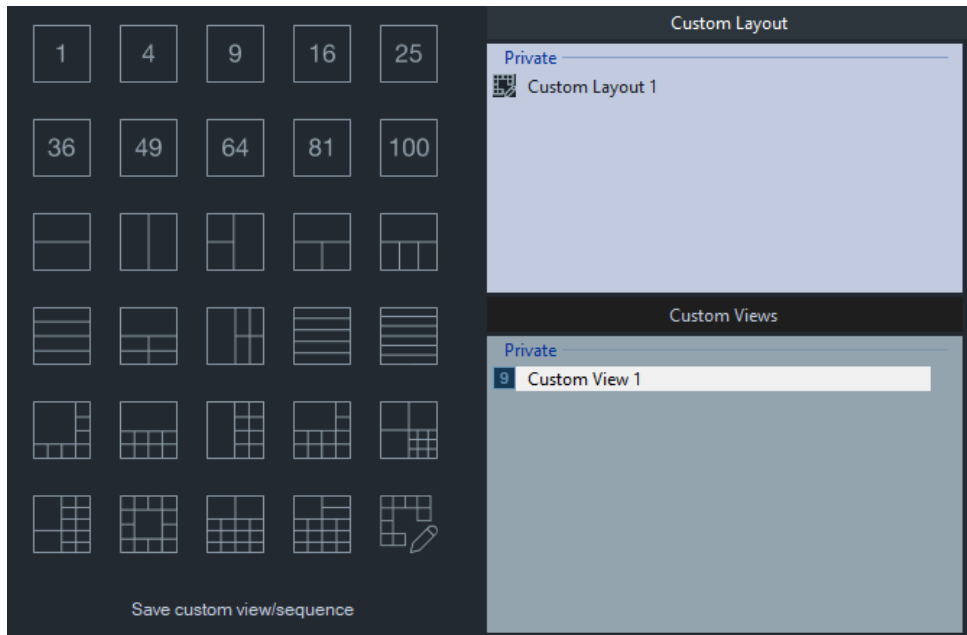 1 4 9 16 25
36 49 64 81 100
Save custom view/sequence
Custom Layout
Private
Custom Layout 1
Custom Views
Private
9 Custom View 1